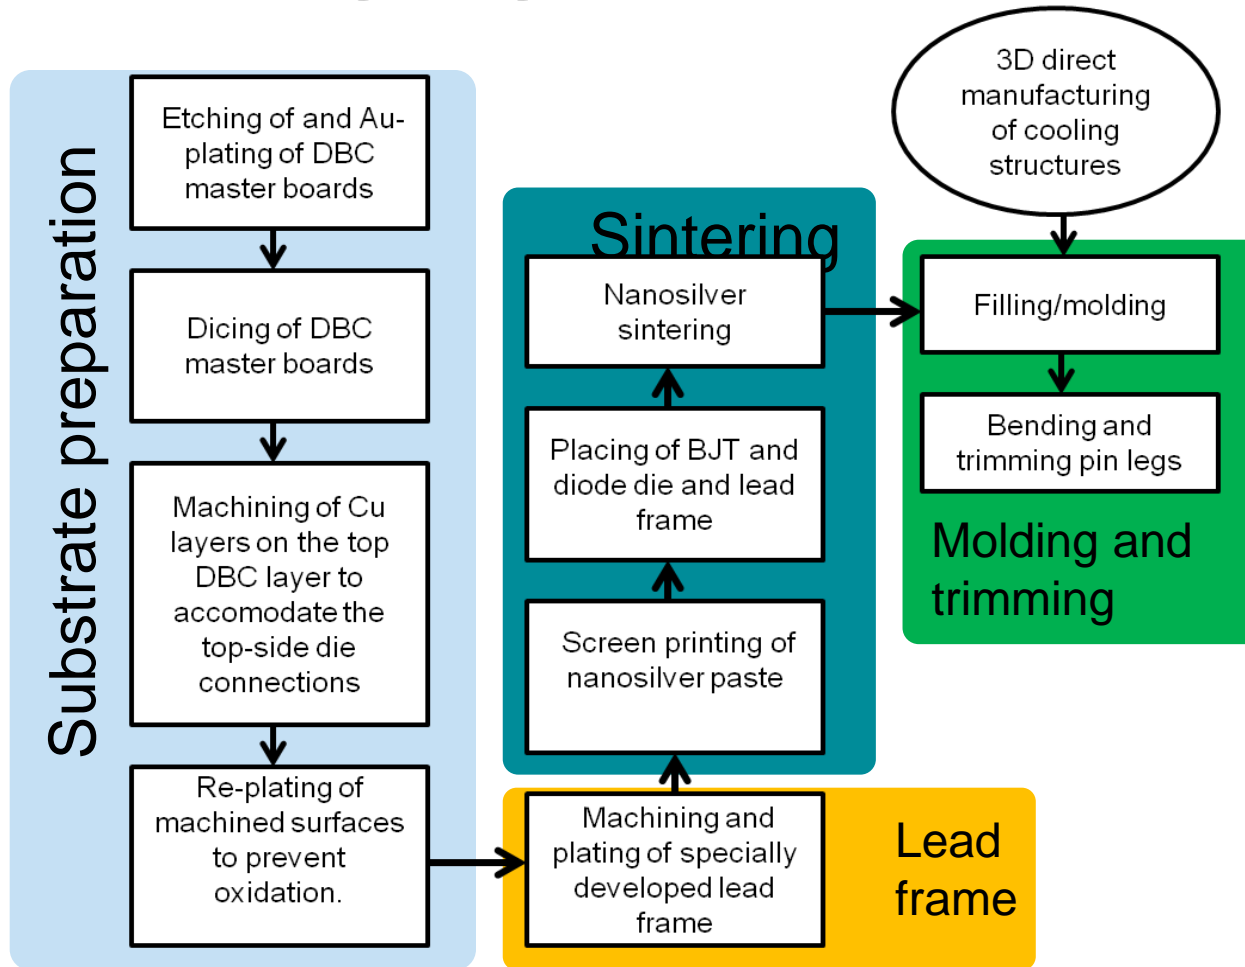 Substrate preparation
Etching of and Au-
plating of DBC
master boards
Dicing of DBC
master boards
Machining of Cu
layers on the top
DBC layer to
accomodate the
top-side die
connections
Re-plating of
machined surfaces
to prevent
oxidation.
Lead
frame
Machining and
plating of specially
developed lead
frame
Sintering
Screen printing of
nanosilver paste
Placing of BJT and
diode die and lead
frame
Nanosilver
sintering
3D direct
manufacturing
of cooling
structures
Filling/molding
Bending and
trimming pin legs
Molding and
trimming